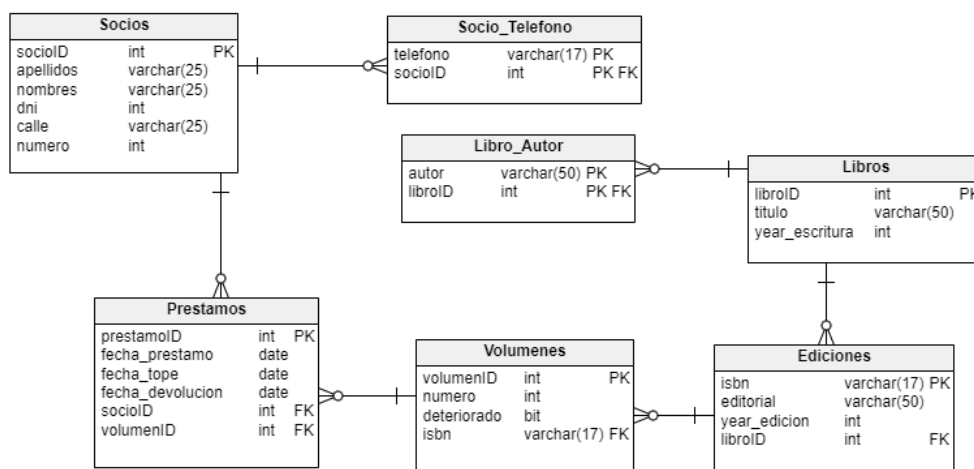 Socios
socioID int PK
apellidos varchar(25)
nombres varchar(25)
dni int
calle varchar(25)
numero int
Socio_Telefono
telefono varchar(17) PK
socioID int PK FK
Libro_Autor
autor varchar(50) PK
libroID int PK FK
Libros
libroID int PK
titulo varchar(50)
year_escritura int
Prestamos
prestamoID int PK
fecha_prestamo date
fecha_tope date
fecha_devolucion date
socioID int FK
volumenID int FK
Volumenes
volumenID int PK
numero int
deteriorado bit
isbn varchar(17) FK
Ediciones
isbn varchar(17) PK
editorial varchar(50)
year_edicion int
libroID int FK